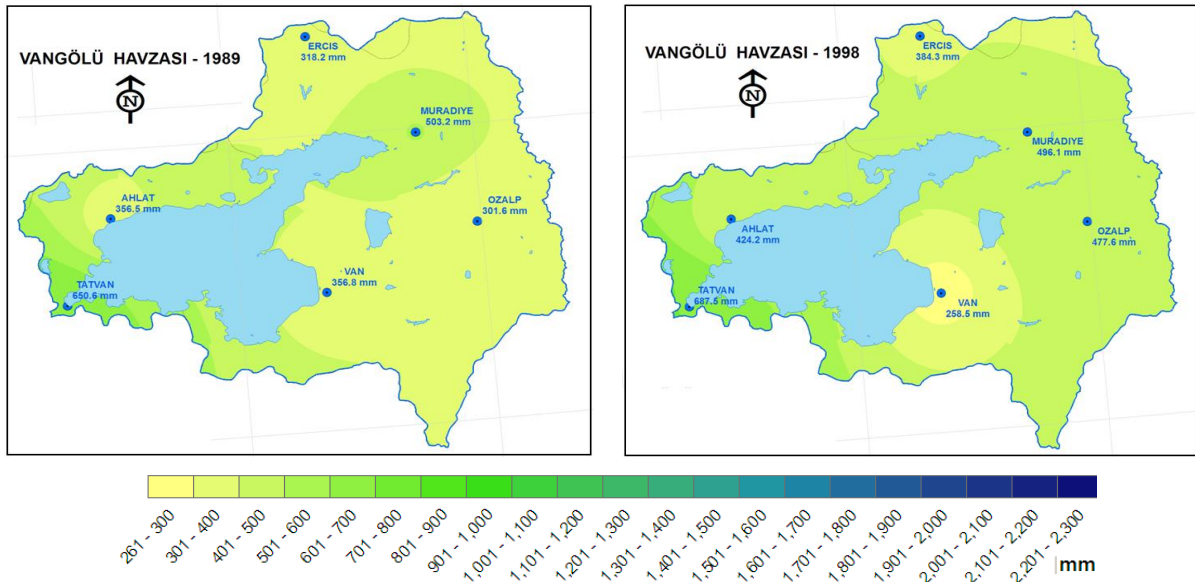 VANGÖLÜ HAVZASI - 1989
N
ERCIS
318.2 mm
MURADIYE
503.2 mm
AHLAT
356.5 mm
OZALP
301.6 mm
VAN
356.8 mm
TATVAN
650.6 mm
VANGÖLÜ HAVZASI - 1998
N
ERCIS
384.3 mm
MURADIYE
496.1 mm
AHLAT
424.2 mm
OZALP
477.6 mm
TATVAN
687.5 mm
VAN
258.5 mm
261 - 300
301 - 400
401 - 500
501 - 600
601 - 700
701 - 800
801 - 900
901 - 1,000
1,001 - 1,100
1,101 - 1,200
1,201 - 1,300
1,301 - 1,400
1,401 - 1,500
1,501 - 1,600
1,601 - 1,700
1,701 - 1,800
1,801 - 1,900
1,901 - 2,000
2,001 - 2,100
2,101 - 2,200
2,201 - 2,300
mm